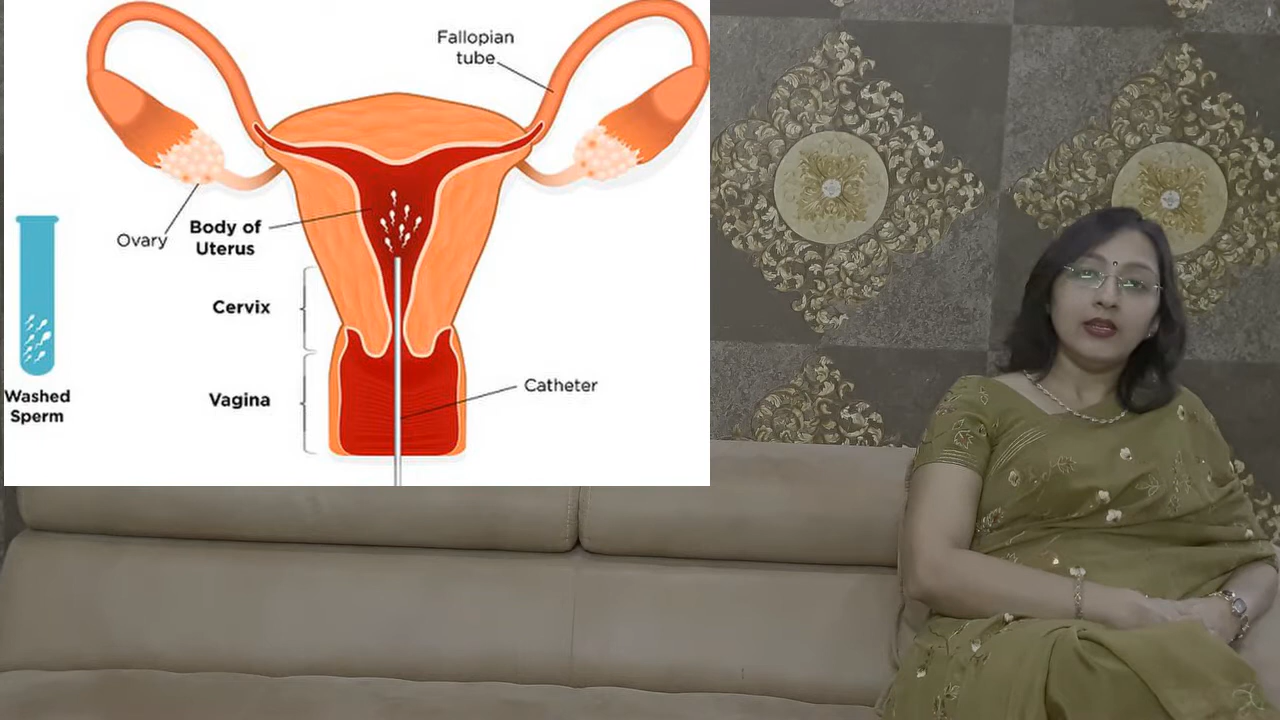 Fallopian
tube
Ovary
Body of
Uterus
Cervix
Catheter
Washed
Sperm
Vagina